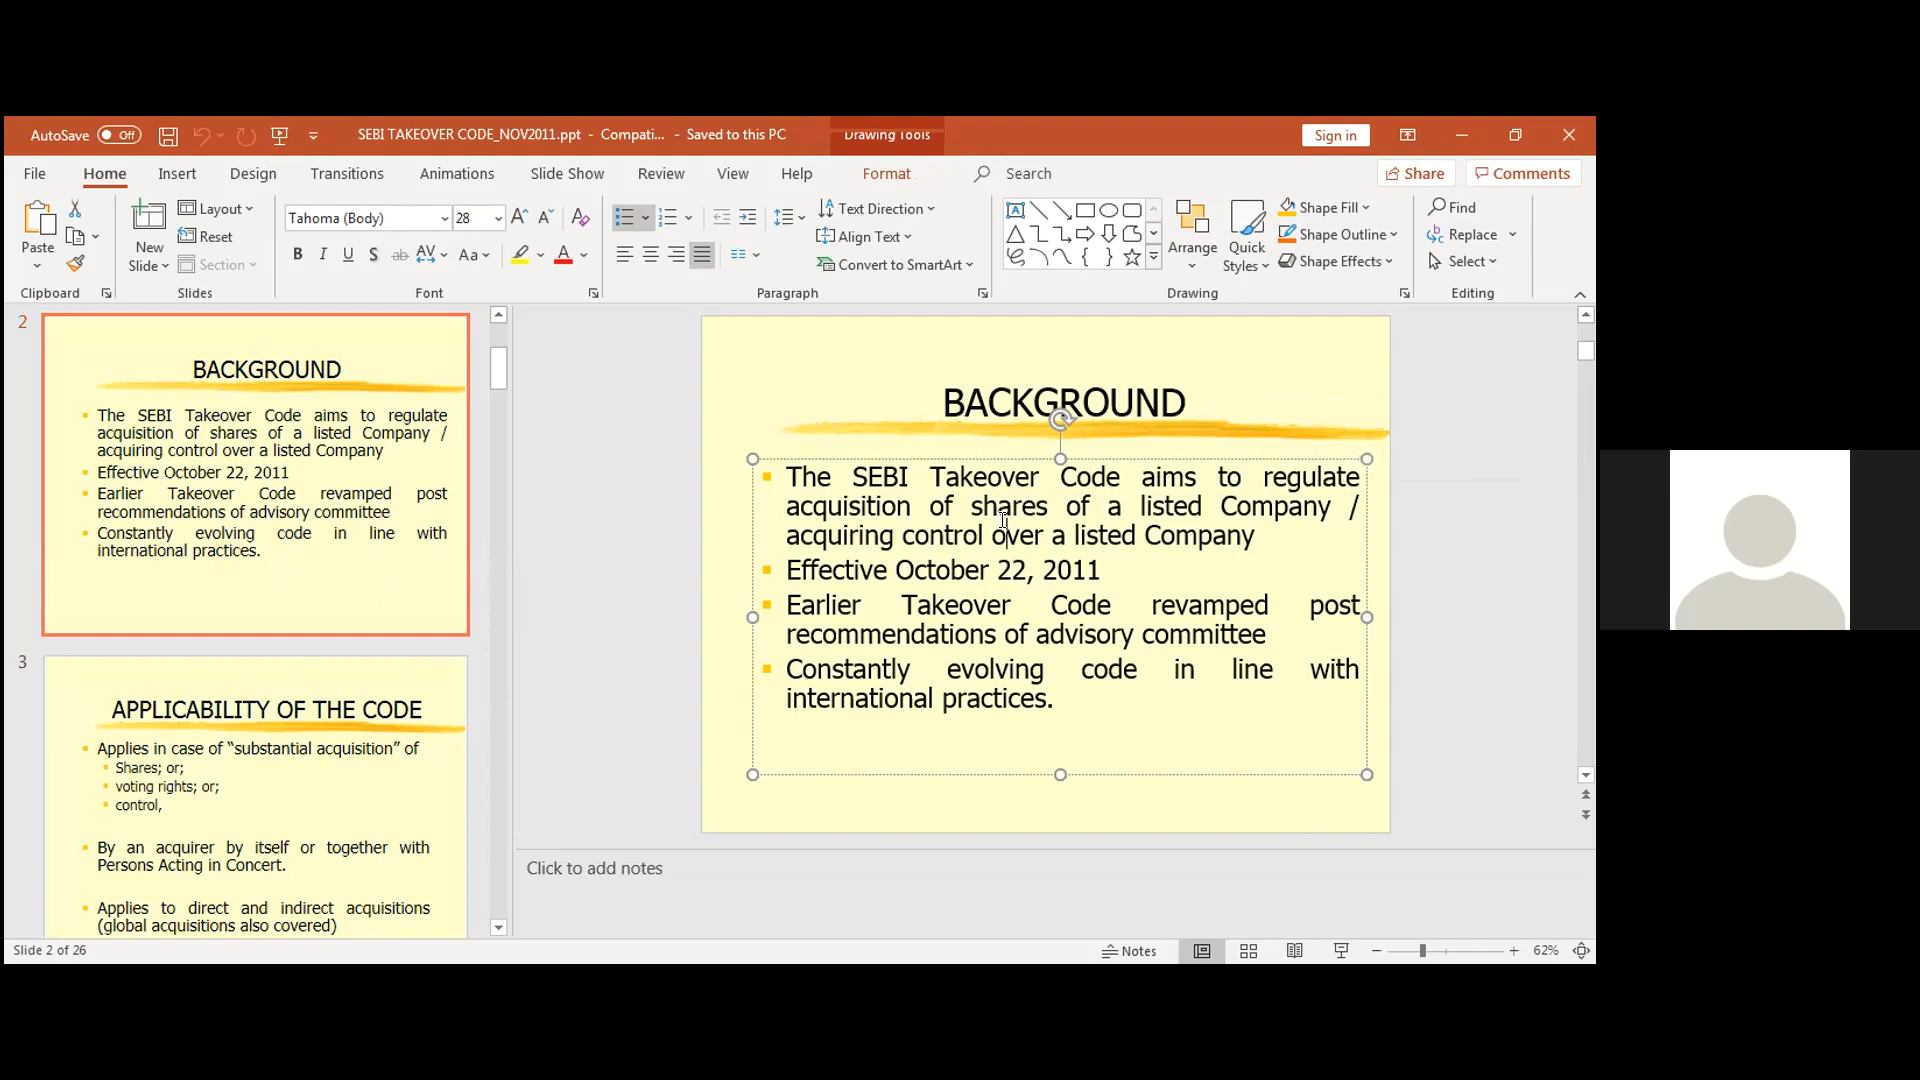 AutoSave Off SEBI TAKEOVER CODE_NOV2011.ppt - Compati... - Saved to this PC Drawing Tools Sign in
File Home Insert Design Transitions Animations Slide Show Review View Help Format Search Share Comments
Paste
New
Slide
Layout
Reset
Section
Tahoma (Body) 28
Text Direction
Align Text
Convert to SmartArt
Arrange
Quick
Styles
Shape Fill
Shape Outline
Shape Effects
Find
Replace
Select
Clipboard Slides Font Paragraph Drawing Editing
2
BACKGROUND
The SEBI Takeover Code aims to regulate
acquisition of shares of a listed Company /
acquiring control over a listed Company
Effective October 22, 2011
Earlier Takeover Code revamped post
recommendations of advisory committee
Constantly evolving code in line with
international practices.
3
APPLICABILITY OF THE CODE
Applies in case of “substantial acquisition” of
Shares; or;
voting rights; or;
control,
By an acquirer by itself or together with
Persons Acting in Concert.
Applies to direct and indirect acquisitions
(global acquisitions also covered)
BACKGROUND
The SEBI Takeover Code aims to regulate
acquisition of shares of a listed Company /
acquiring control over a listed Company
Effective October 22, 2011
Earlier Takeover Code revamped post
recommendations of advisory committee
Constantly evolving code in line with
international practices.
Click to add notes
Slide 2 of 26 Notes 62%